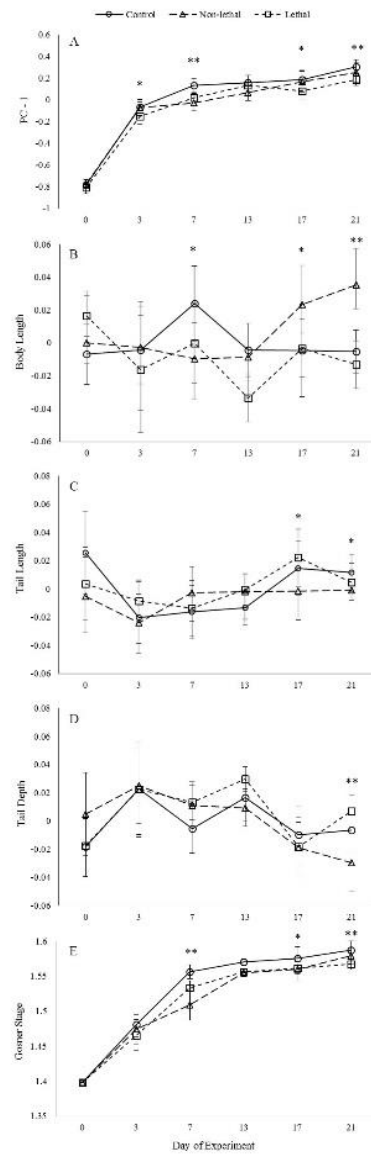 Control Non-lethal Lethal
A
* ** * **
PC - 1
0.6
0.4
0.2
0
-0.2
-0.4
-0.6
-0.8
-1
0 3 7 13 17 21
B
* * **
Body Length
0.06
0.04
0.02
0
-0.02
-0.04
-0.06
0 3 7 13 17 21
C
* *
Tail Length
0.06
0.04
0.02
0
-0.02
-0.04
-0.06
0 3 7 13 17 21
D
**
Tail Depth
0.08
0.06
0.04
0.02
0
-0.02
-0.04
-0.06
0 3 7 13 17 21
E
** * **
Gosner Stage
1.6
1.55
1.5
1.45
1.4
1.35
0 3 7 13 17 21
Day of Experiment